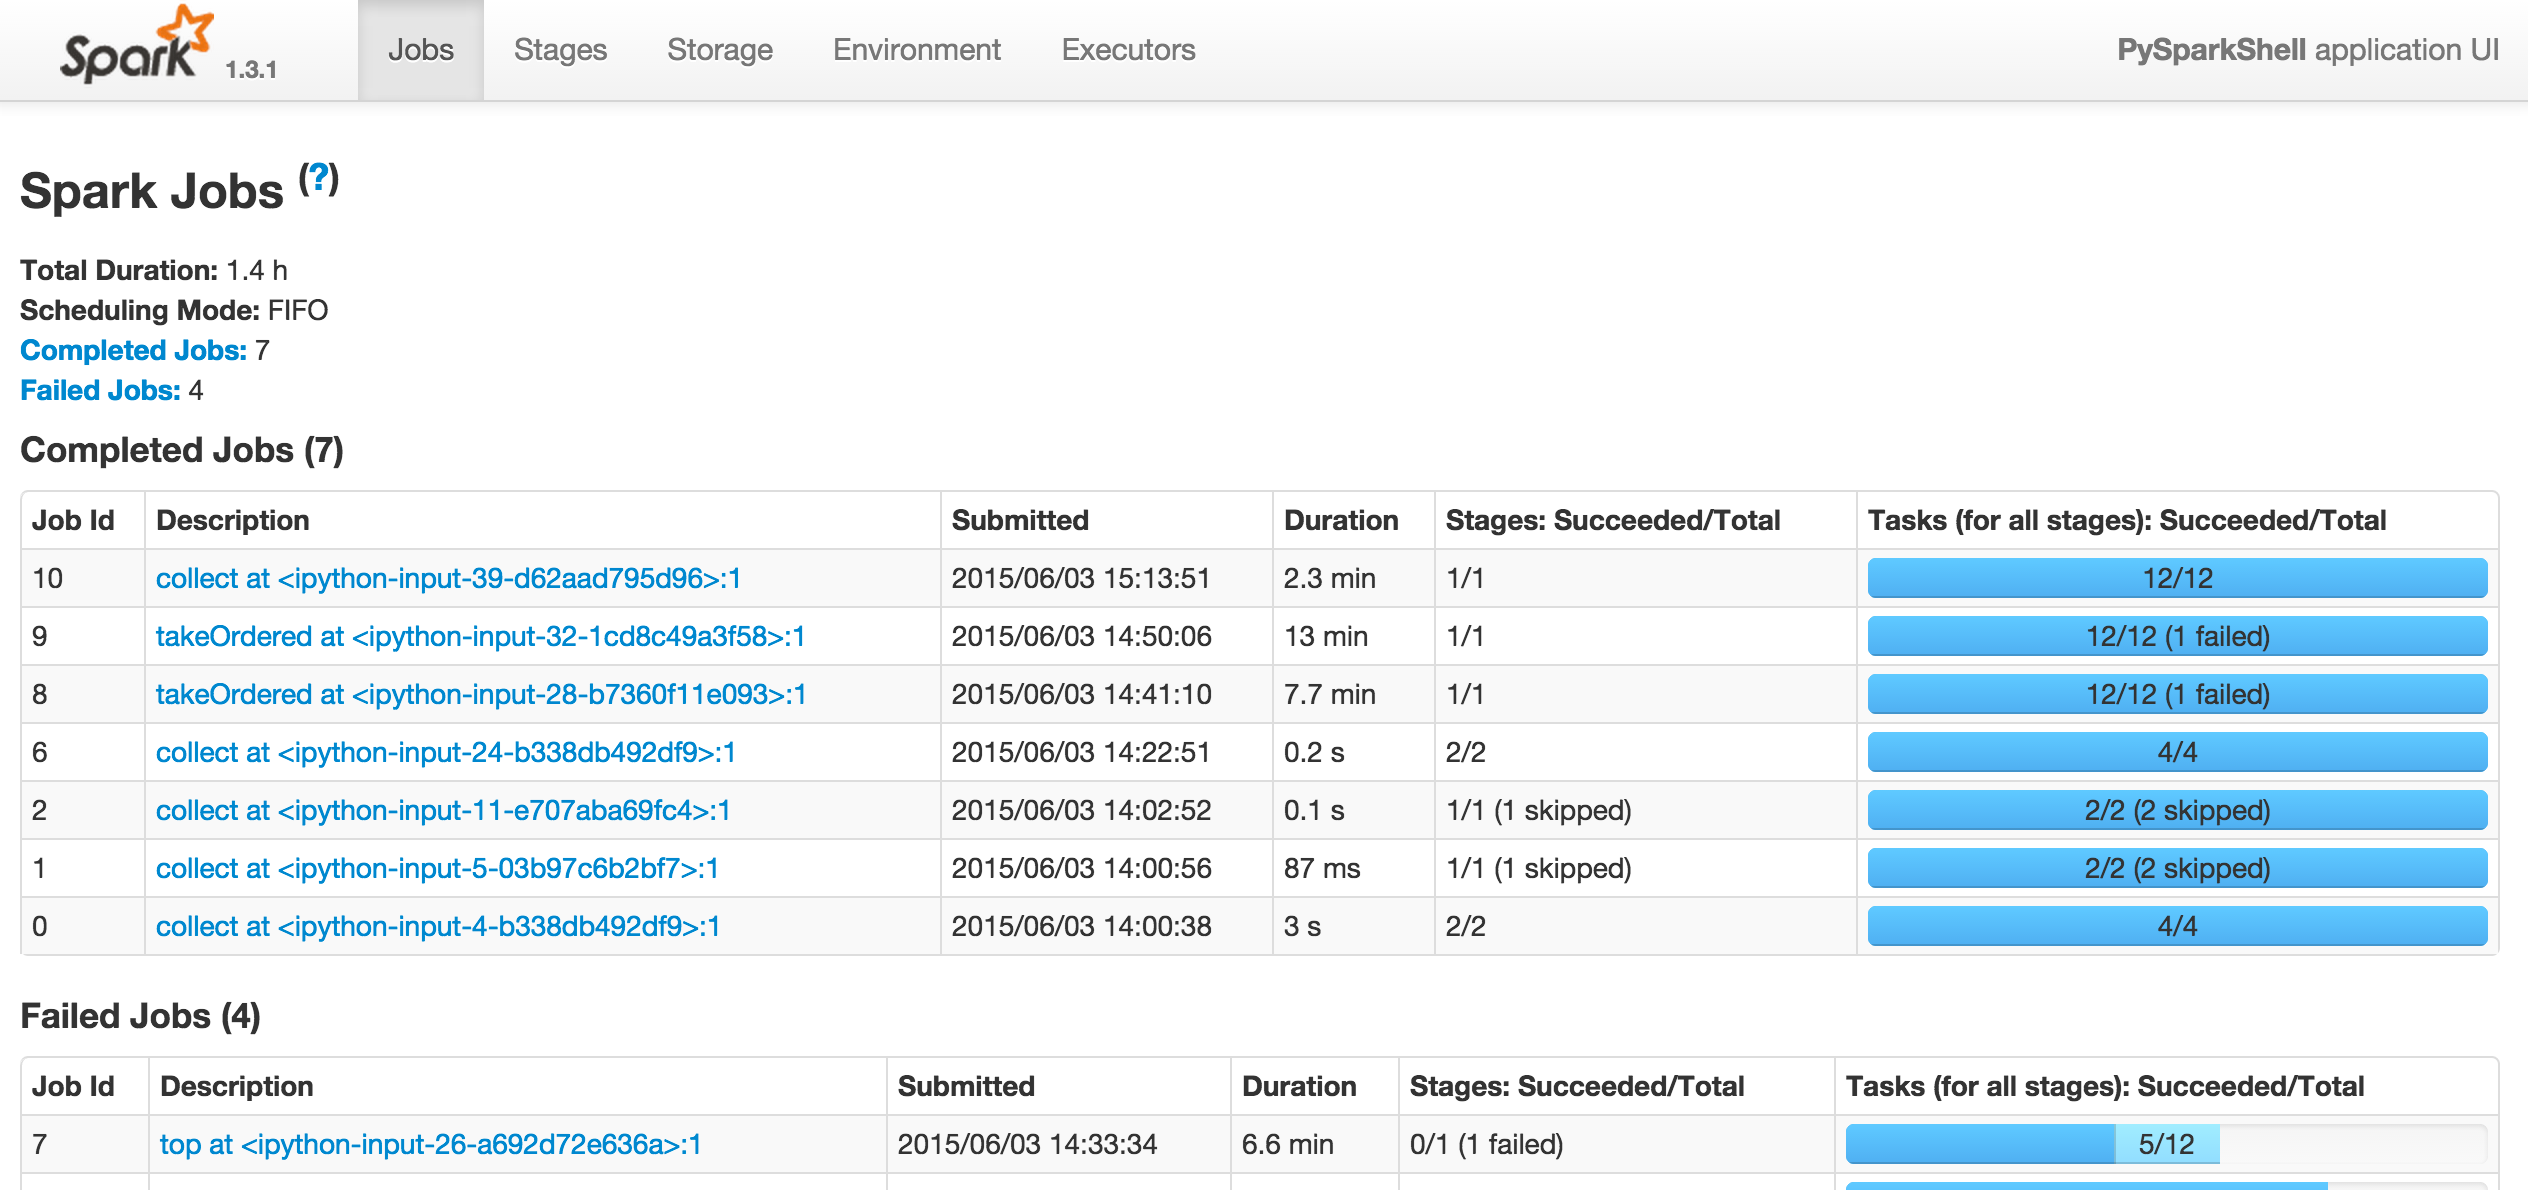 Spark 1.3.1 Jobs Stages Storage Environment Executors PySparkShell application UI
Spark Jobs (?)
Total Duration: 1.4 h
Scheduling Mode: FIFO
Completed Jobs: 7
Failed Jobs: 4
Completed Jobs (7)
Job Id Description Submitted Duration Stages: Succeeded/Total Tasks (for all stages): Succeeded/Total
10 collect at <ipython-input-39-d62aad795d96>:1 2015/06/03 15:13:51 2.3 min 1/1 12/12
9 takeOrdered at <ipython-input-32-1cd8c49a3f58>:1 2015/06/03 14:50:06 13 min 1/1 12/12 (1 failed)
8 takeOrdered at <ipython-input-28-b7360f11e093>:1 2015/06/03 14:41:10 7.7 min 1/1 12/12 (1 failed)
6 collect at <ipython-input-24-b338db492df9>:1 2015/06/03 14:22:51 0.2 s 2/2 4/4
2 collect at <ipython-input-11-e707aba69fc4>:1 2015/06/03 14:02:52 0.1 s 1/1 (1 skipped) 2/2 (2 skipped)
1 collect at <ipython-input-5-03b97c6b2bf7>:1 2015/06/03 14:00:56 87 ms 1/1 (1 skipped) 2/2 (2 skipped)
0 collect at <ipython-input-4-b338db492df9>:1 2015/06/03 14:00:38 3 s 2/2 4/4
Failed Jobs (4)
Job Id Description Submitted Duration Stages: Succeeded/Total Tasks (for all stages): Succeeded/Total
7 top at <ipython-input-26-a692d72e636a>:1 2015/06/03 14:33:34 6.6 min 0/1 (1 failed) 5/12